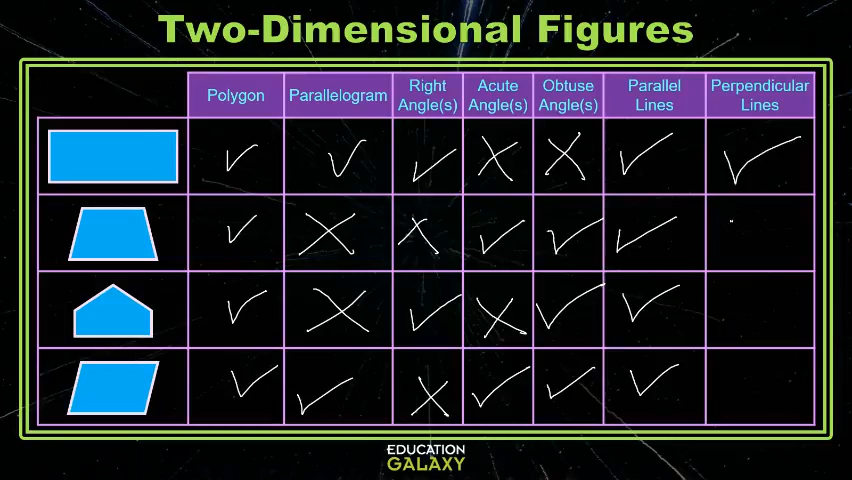 Two-Dimensional Figures
Polygon
Parallelogram
Right
Angle(s)
Acute
Angle(s)
Obtuse
Angle(s)
Parallel
Lines
Perpendicular
Lines
EDUCATION
GALAXY